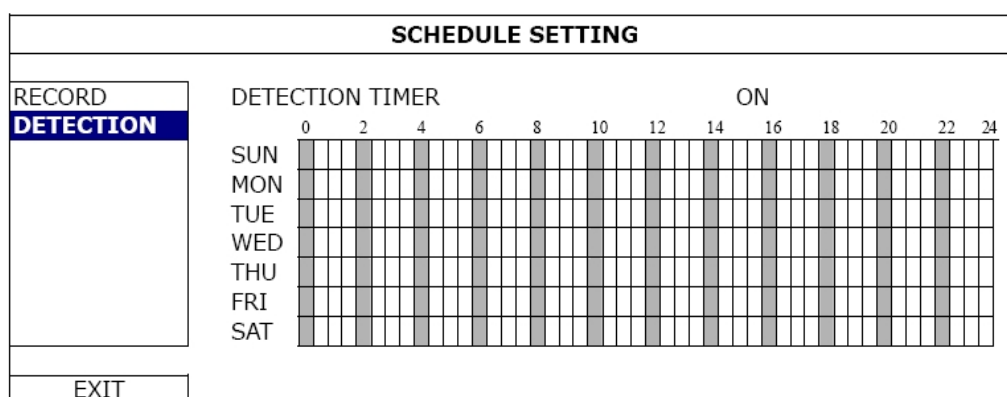 SCHEDULE SETTING
RECORD
DETECTION
DETECTION TIMER ON
0 2 4 6 8 10 12 14 16 18 20 22 24
SUN
MON
TUE
WED
THU
FRI
SAT
EXIT